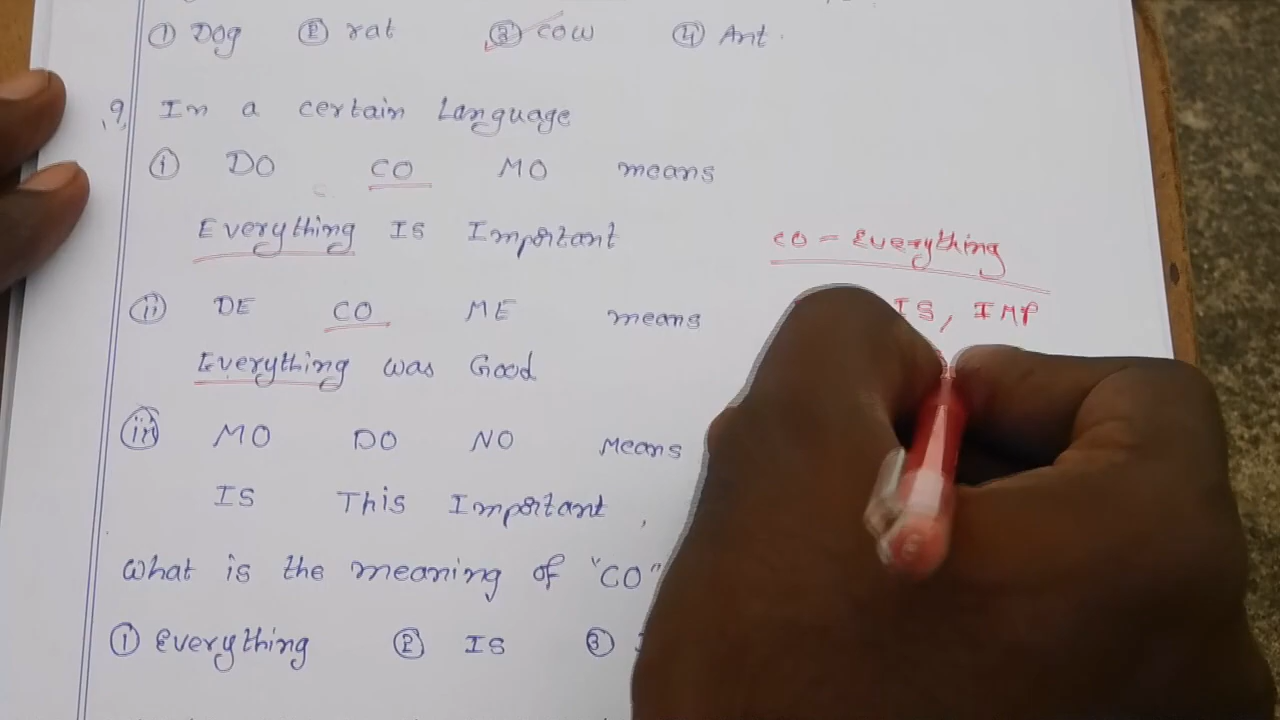 ① Dog ② rat ③ cow ④ Ant.
9, In a certain Language
① DO CO MO means
Everything IS Important
CO - Everything
ⅱ DE CO ME means
IS, IMP
Everything was Good
ⅲ MO DO NO Means
IS This Important,
What is the meaning of "CO"
① Everything ② IS ③